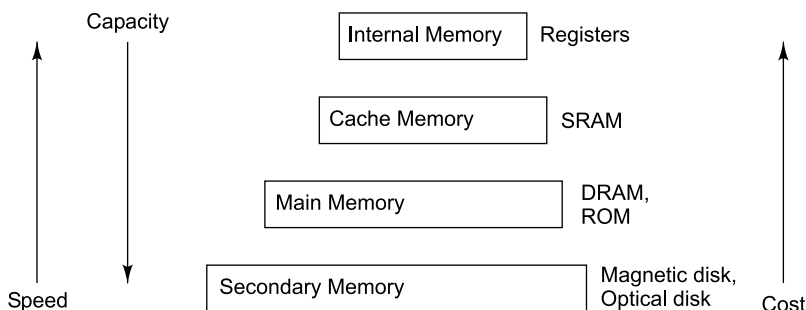 Capacity
Internal Memory
Registers
Cache Memory
SRAM
Main Memory
DRAM,
ROM
Secondary Memory
Magnetic disk,
Optical disk
Speed
Cost